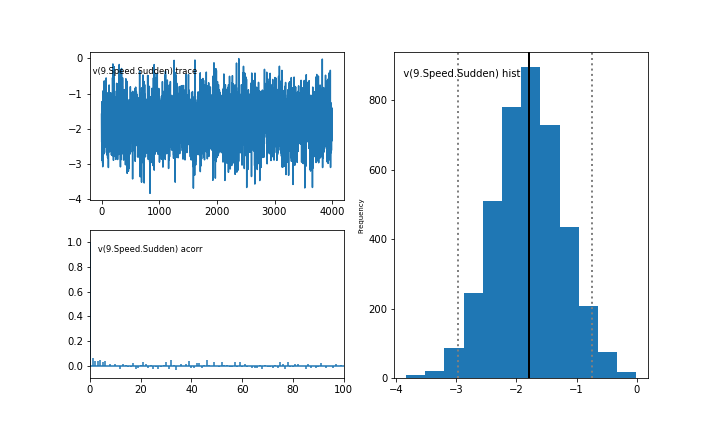 v(9.Speed.Sudden) trace
0
−1
−2
−3
−4
0 1000 2000 3000 4000
v(9.Speed.Sudden) acorr
1.0
0.8
0.6
0.4
0.2
0.0
0 20 40 60 80 100
v(9.Speed.Sudden) hist
Frequency
800
600
400
200
0
−4 −3 −2 −1 0